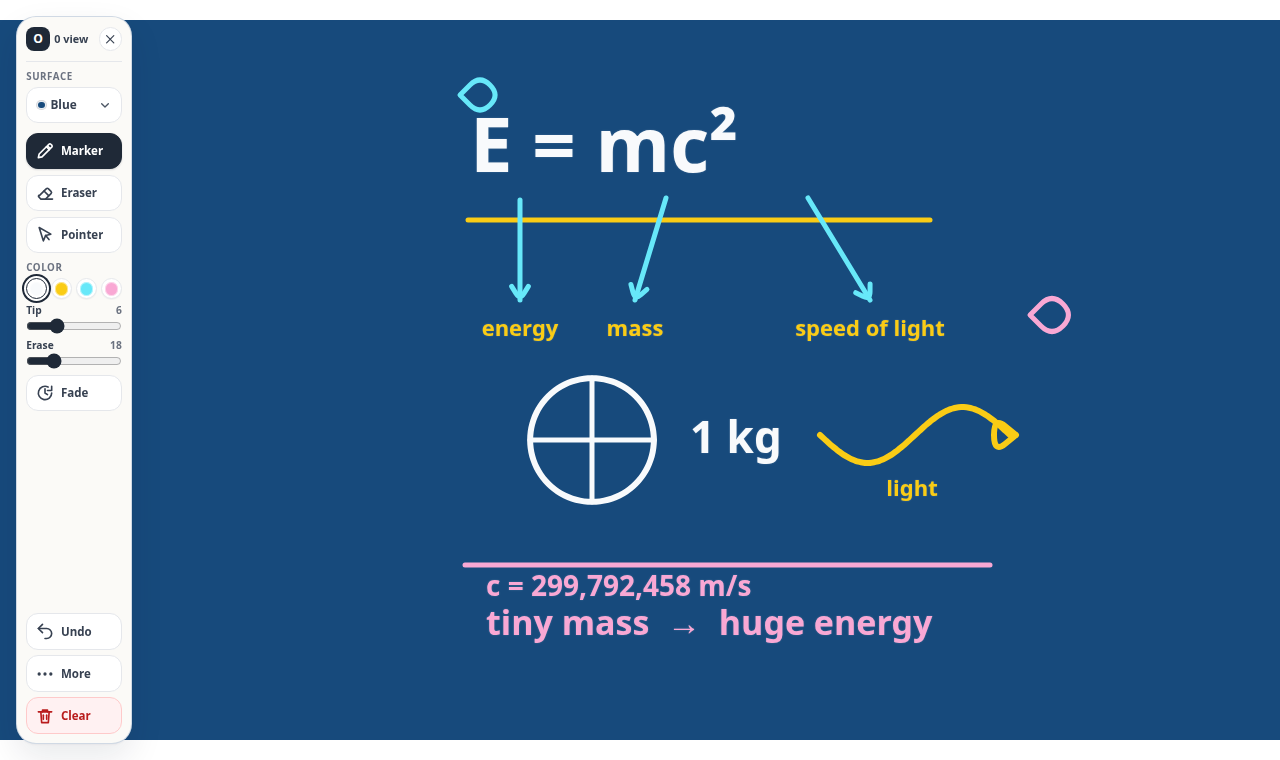 O 0 view
SURFACE
Blue
Marker
Eraser
Pointer
COLOR
Tip 6
Erase 18
Fade
Undo
More
Clear
E = mc²
energy mass speed of light
1 kg
light
c = 299,792,458 m/s
tiny mass → huge energy